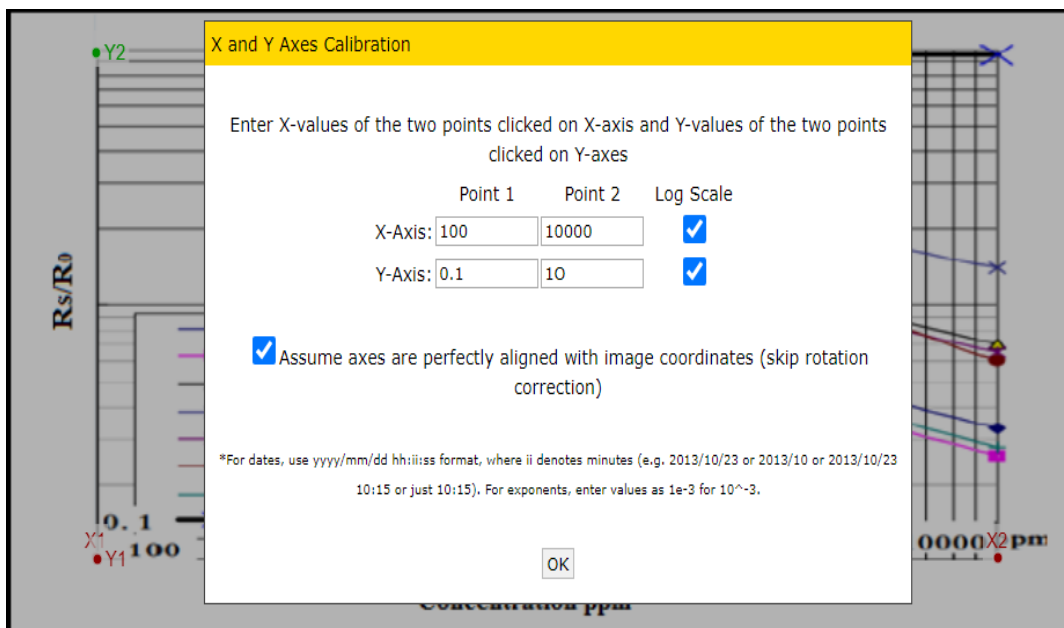 Y2
X and Y Axes Calibration
Enter X-values of the two points clicked on X-axis and Y-values of the two points
clicked on Y-axes
Point 1 Point 2 Log Scale
X-Axis: 100 10000
Y-Axis: 0.1 10
Rs/R0
Assume axes are perfectly aligned with image coordinates (skip rotation
correction)
*For dates, use yyyy/mm/dd hh:ii:ss format, where ii denotes minutes (e.g. 2013/10/23 or 2013/10 or 2013/10/23
10:15 or just 10:15). For exponents, enter values as 1e-3 for 10^-3.
0.1
X1
Y1 100
0000 X2 pm
OK
Concentration ppm